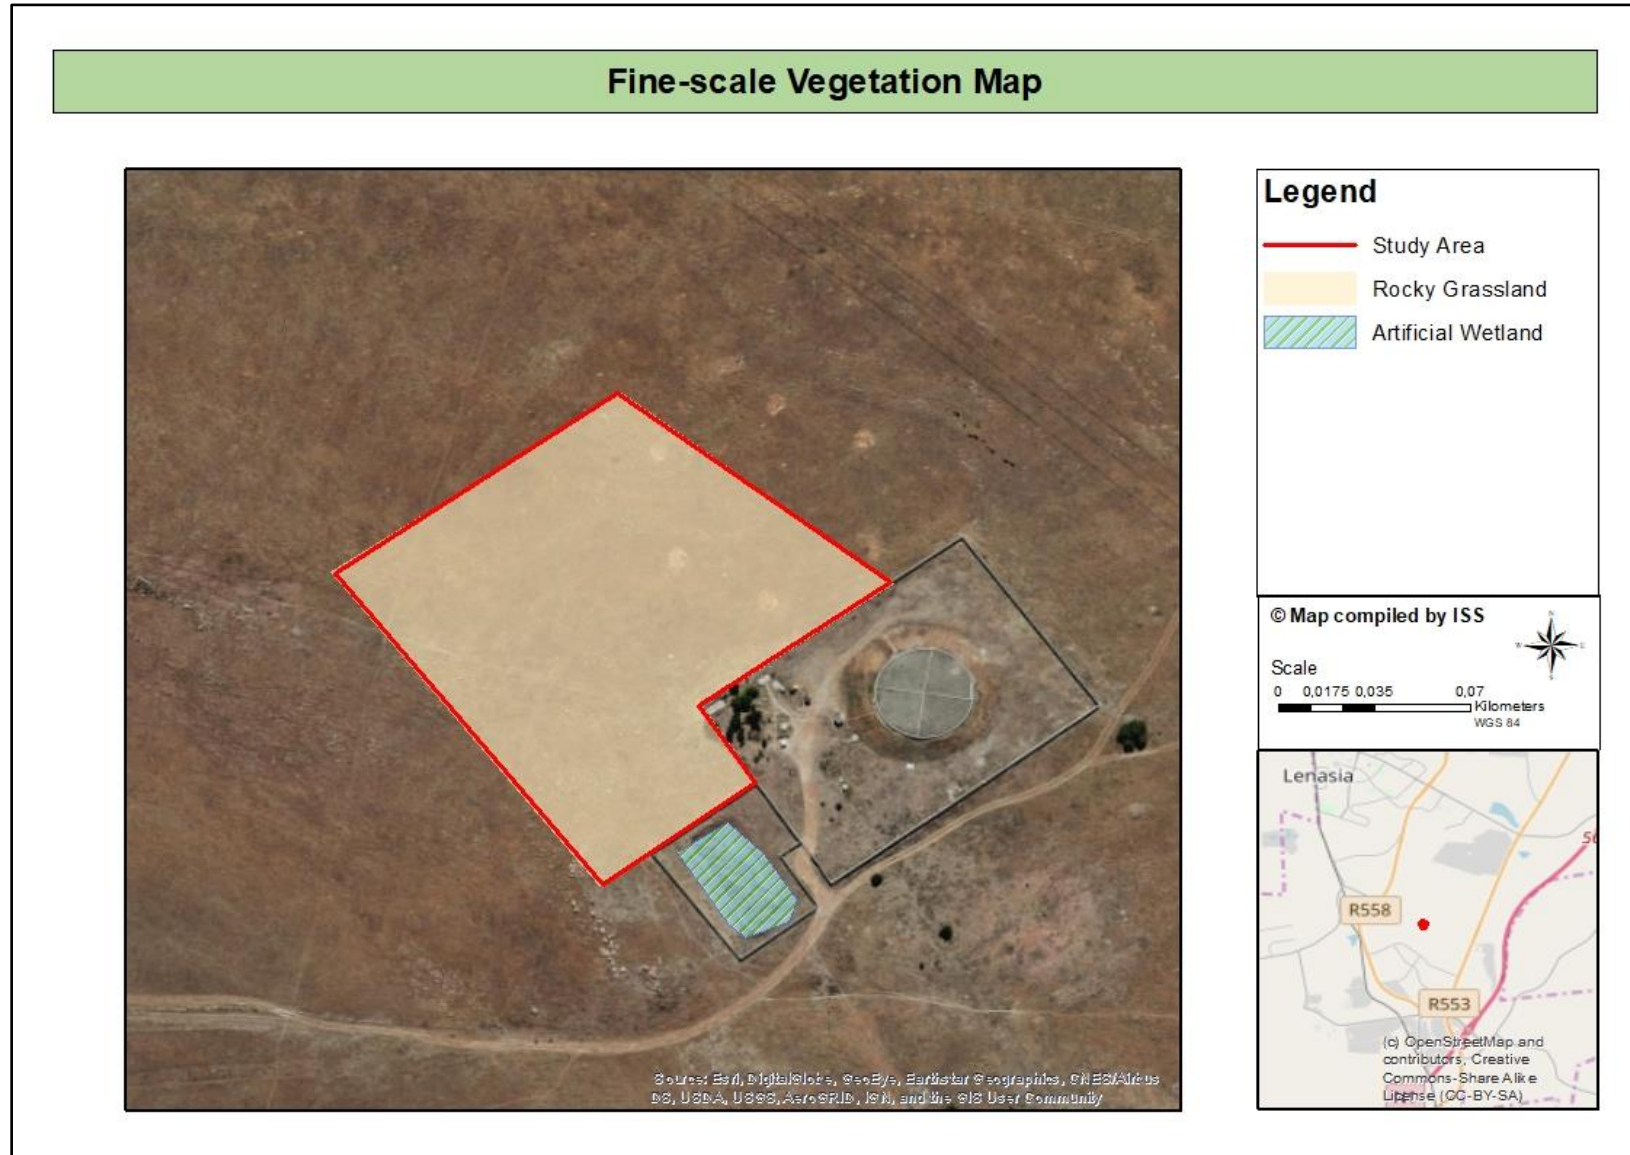 Fine-scale Vegetation Map
Legend
Study Area
Rocky Grassland
Artificial Wetland
© Map compiled by ISS
N
W
E
S
Scale
0 0,0175 0,035 0,07
Kilometers
WGS 84
Lenasia
R558
R553
(c) OpenStreetMap and
contributors, Creative
Commons-Share Alike
License (CC-BY-SA)
Source: Esri, DigitalGlobe, GeoEye, Earthstar Geographics, CNES/Airbus
DS, USDA, USGS, AeroGRID, IGN, and the GIS User Community